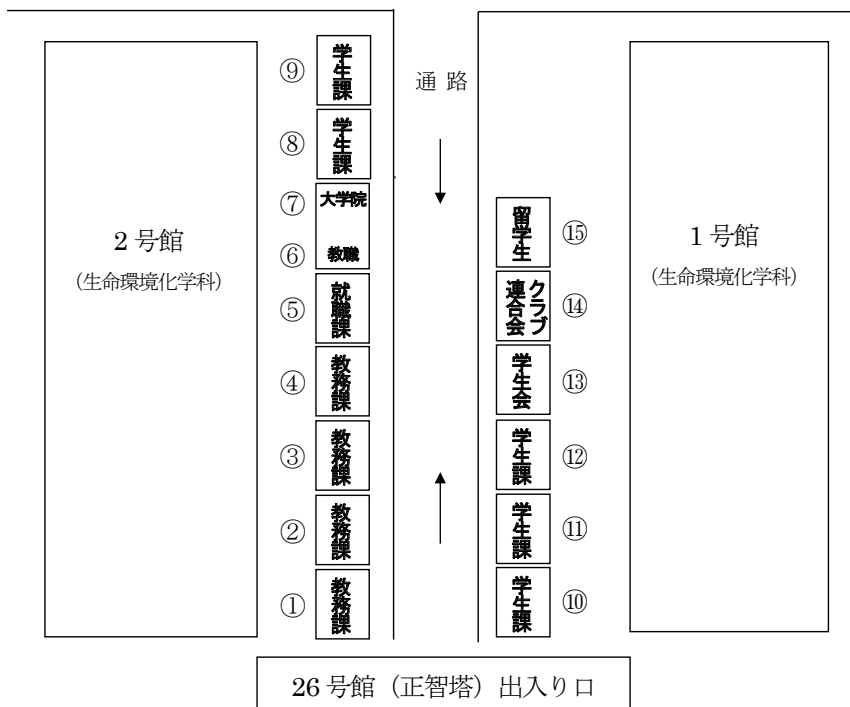 ⑨
学生課
通 路
⑧
学生課
⑦
大学院
⑥
教職
⑤
就職課
④
教務課
③
教務課
②
教務課
①
教務課
2 号館
(生命環境化学科)
留学生
⑮
クラブ
連合会
⑭
学生会
⑬
学生課
⑫
学生課
⑪
学生課
⑩
1 号館
(生命環境化学科)
26 号館 (正智塔) 出入り口